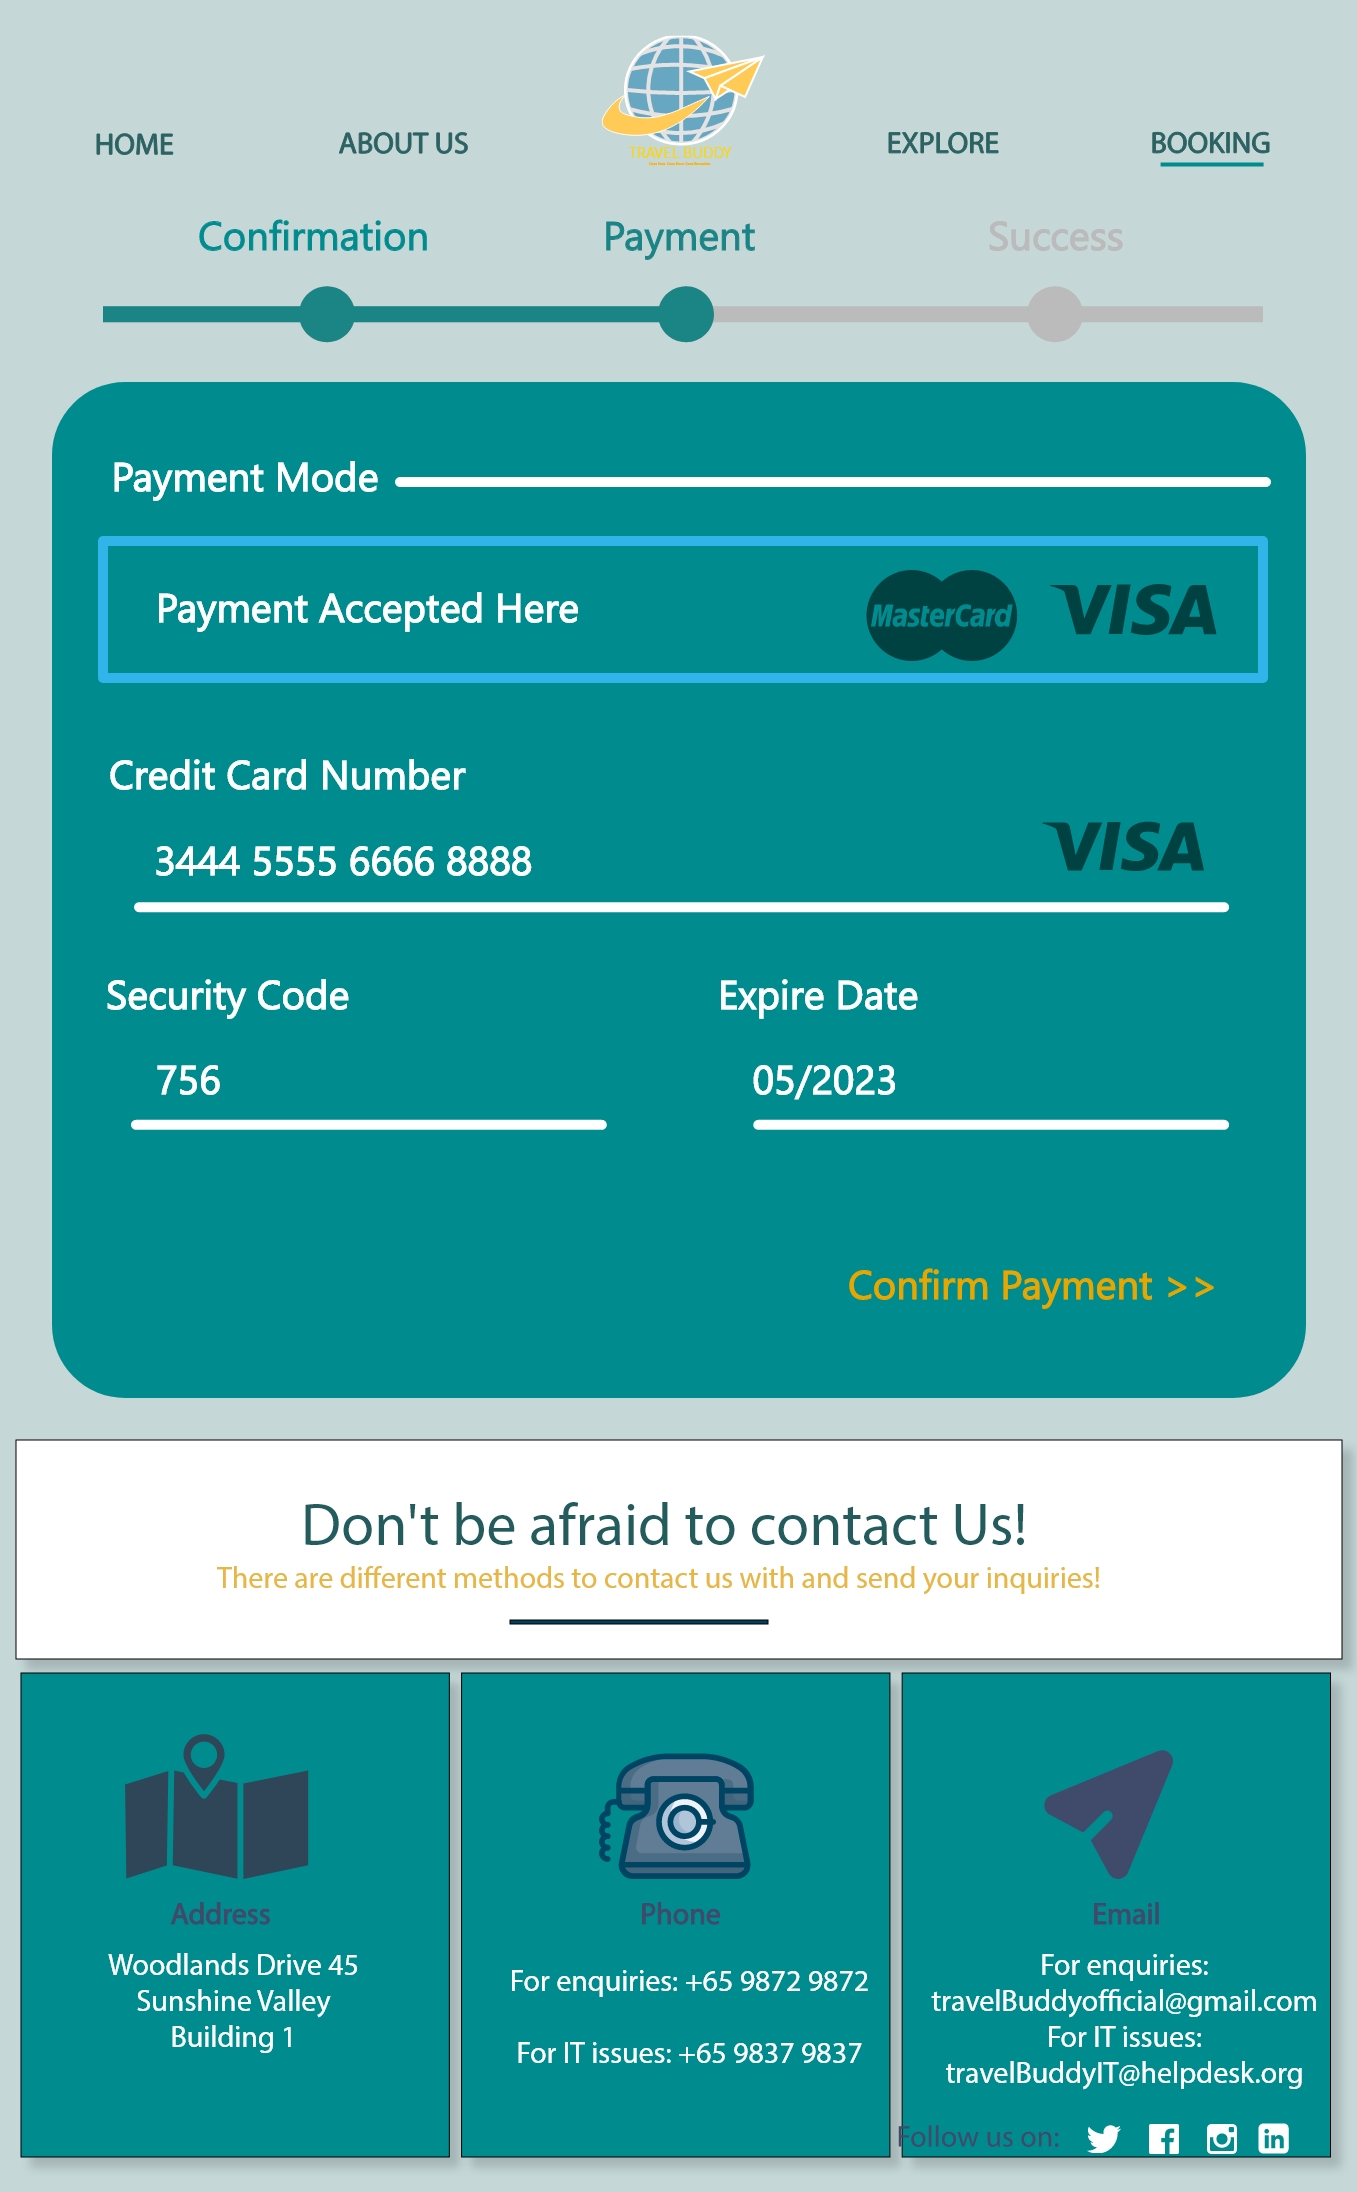 HOME
ABOUT US
TRAVEL BUDDY
EXPLORE
BOOKING
Confirmation
Payment
Success
Payment Mode
Payment Accepted Here
MasterCard
VISA
Credit Card Number
3444 5555 6666 8888
VISA
Security Code
Expire Date
756
05/2023
Confirm Payment >>
Don't be afraid to contact Us!
There are different methods to contact us with and send your inquiries!
Address
Woodlands Drive 45
Sunshine Valley
Building 1
Phone
For enquiries: +65 9872 9872
For IT issues: +65 9837 9837
Email
For enquiries:
travelBuddyofficial@gmail.com
For IT issues:
travelBuddyIT@helpdesk.org
Follow us on: